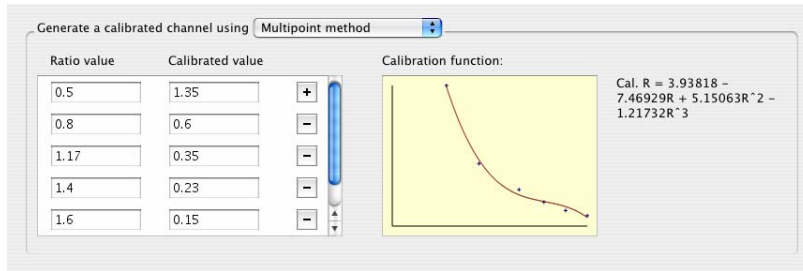 Generate a calibrated channel using Multipoint method
Ratio value Calibrated value Calibration function:
0.5 1.35 +
0.8 0.6 -
1.17 0.35 -
1.4 0.23 -
1.6 0.15 -
Cal. R = 3.93818 -
7.46929R + 5.15063R^2 -
1.21732R^3